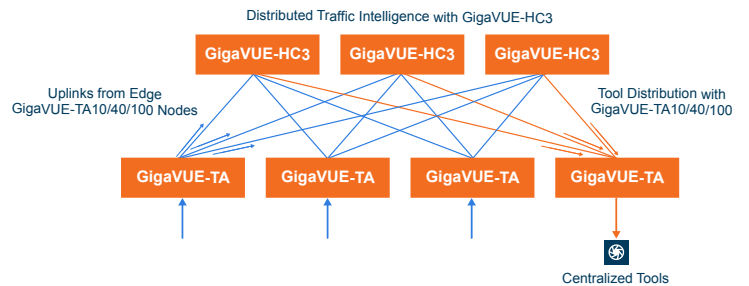 Distributed Traffic Intelligence with GigaVUE-HC3
GigaVUE-HC3
GigaVUE-HC3
GigaVUE-HC3
Uplinks from Edge
GigaVUE-TA10/40/100 Nodes
Tool Distribution with
GigaVUE-TA10/40/100
GigaVUE-TA
GigaVUE-TA
GigaVUE-TA
GigaVUE-TA
Centralized Tools